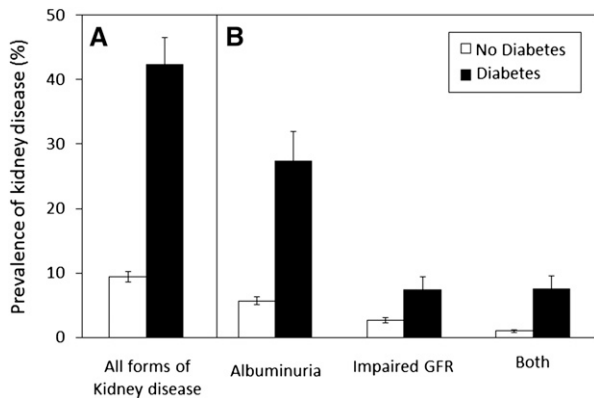 Prevalence of kidney disease (%)
50
40
30
20
10
0
A
B
No Diabetes
Diabetes
All forms of
Kidney disease
Albuminuria
Impaired GFR
Both